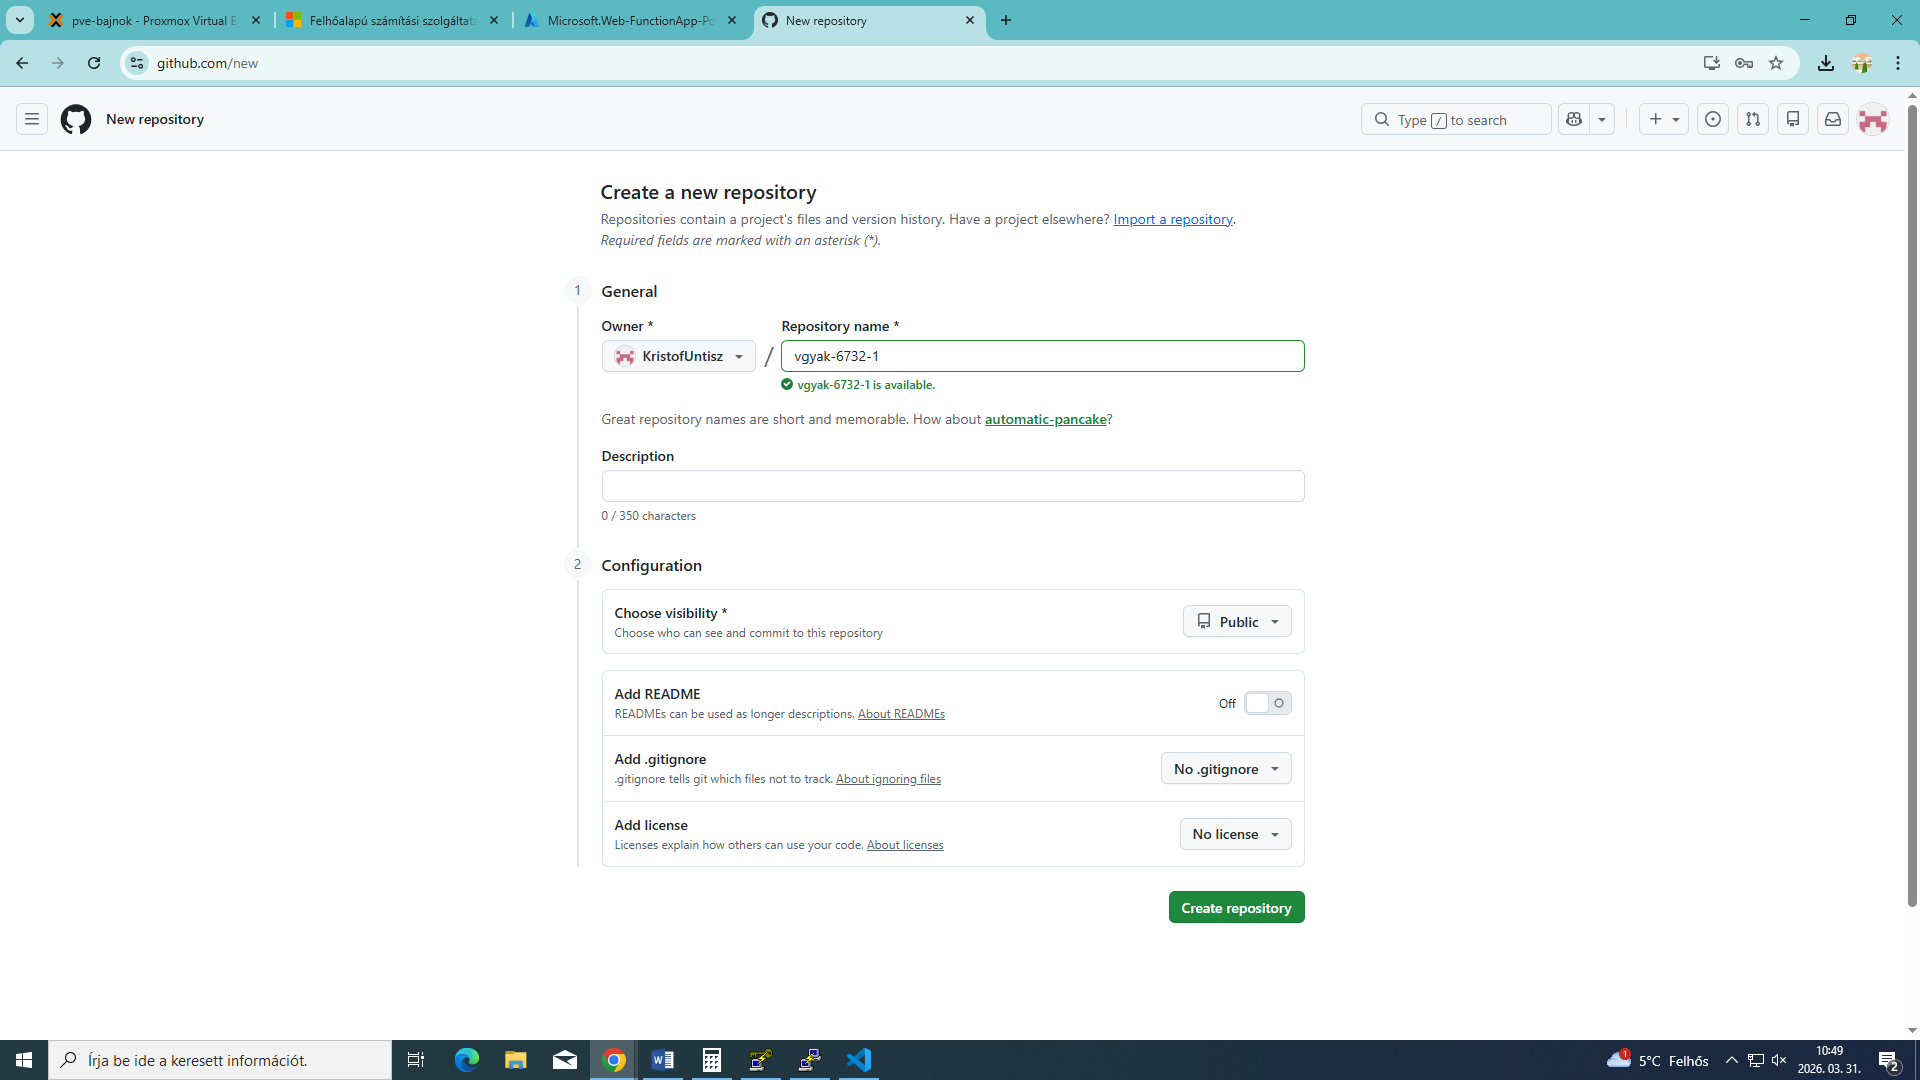 pve-bajnok - Proxmox Virtual E
Felhőalapú számítási szolgáltatá
Microsoft.Web-FunctionApp-Po
New repository
github.com/new
New repository
Type / to search
Create a new repository
Repositories contain a project's files and version history. Have a project elsewhere? Import a repository.
Required fields are marked with an asterisk (*).
1 General
Owner * Repository name *
KristofUntisz / vgyak-6732-1
vgyak-6732-1 is available.
Great repository names are short and memorable. How about automatic-pancake?
Description
0 / 350 characters
2 Configuration
Choose visibility *
Choose who can see and commit to this repository
Public
Add README
READMEs can be used as longer descriptions. About READMEs
Off
Add .gitignore
.gitignore tells git which files not to track. About ignoring files
No .gitignore
Add license
Licenses explain how others can use your code. About licenses
No license
Create repository
Írja be ide a keresett információt.
1
5°C Felhős
10:49
2026. 03. 31.
2